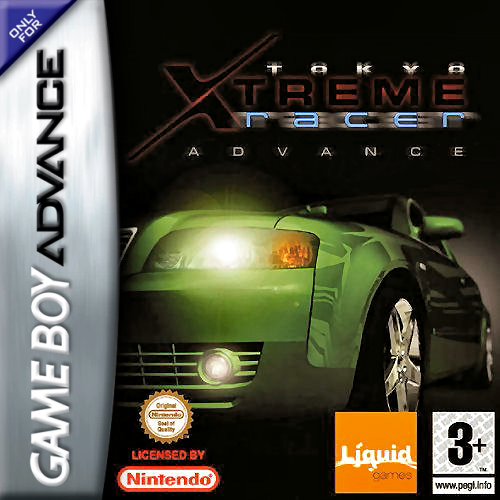 ONLY
FOR
GAME BOY ADVANCE
TOKYO
XTREME
racer
ADVANCE
Original
Nintendo
Seal of
Quality
LICENSED BY
Nintendo
Liquid
games
3+
TM
www.pegi.info